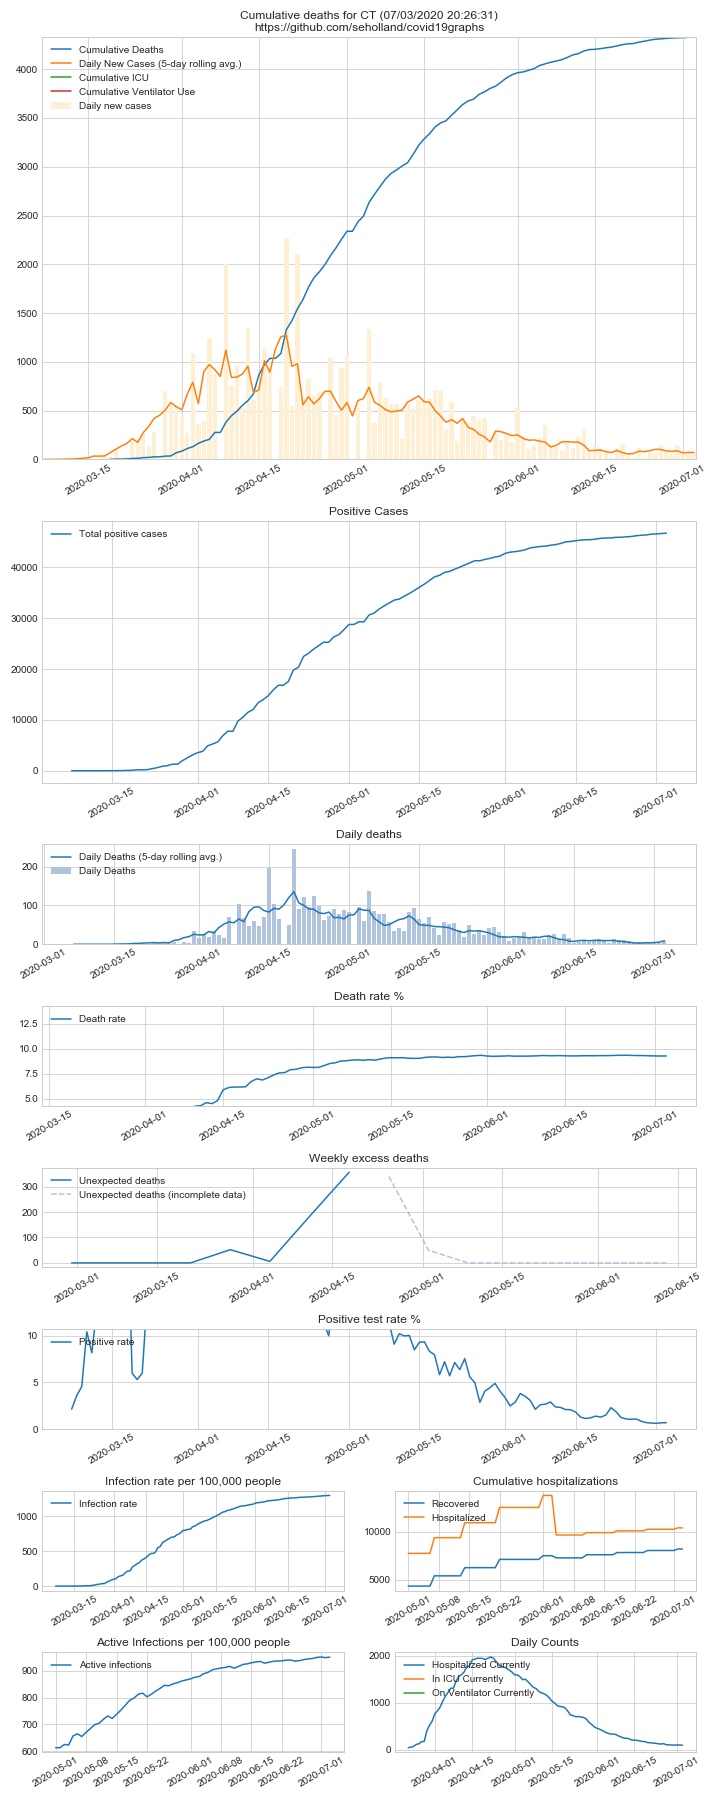 Cumulative deaths for CT (07/03/2020 20:26:31)
https://github.com/seholland/covid19graphs
Cumulative Deaths
Daily New Cases (5-day rolling avg.)
Cumulative ICU
Cumulative Ventilator Use
Daily new cases
4000
3500
3000
2500
2000
1500
1000
500
0
2020-03-15 2020-04-01 2020-04-15 2020-05-01 2020-05-15 2020-06-01 2020-06-15 2020-07-01
Positive Cases
Total positive cases
40000
30000
20000
10000
0
2020-03-15 2020-04-01 2020-04-15 2020-05-01 2020-05-15 2020-06-01 2020-06-15 2020-07-01
Daily deaths
Daily Deaths (5-day rolling avg.)
Daily Deaths
200
100
0
2020-03-01 2020-03-15 2020-04-01 2020-04-15 2020-05-01 2020-05-15 2020-06-01 2020-06-15 2020-07-01
Death rate %
Death rate
12.5
10.0
7.5
5.0
2020-03-15 2020-04-01 2020-04-15 2020-05-01 2020-05-15 2020-06-01 2020-06-15 2020-07-01
Weekly excess deaths
Unexpected deaths
Unexpected deaths (incomplete data)
300
200
100
0
2020-03-01 2020-03-15 2020-04-01 2020-04-15 2020-05-01 2020-05-15 2020-06-01 2020-06-15
Positive test rate %
Positive rate
10
5
0
2020-03-15 2020-04-01 2020-04-15 2020-05-01 2020-05-15 2020-06-01 2020-06-15 2020-07-01
Infection rate per 100,000 people
Infection rate
1000
500
0
2020-03-15 2020-04-01 2020-04-15 2020-05-01 2020-05-15 2020-06-01 2020-06-15 2020-07-01
Cumulative hospitalizations
Recovered
Hospitalized
10000
5000
2020-05-01 2020-05-08 2020-05-15 2020-05-22 2020-06-01 2020-06-08 2020-06-15 2020-06-22 2020-07-01
Active Infections per 100,000 people
Active infections
900
800
700
600
2020-05-01 2020-05-08 2020-05-15 2020-05-22 2020-06-01 2020-06-08 2020-06-15 2020-06-22 2020-07-01
Daily Counts
Hospitalized Currently
In ICU Currently
On Ventilator Currently
2000
1000
0
2020-04-01 2020-04-15 2020-05-01 2020-05-15 2020-06-01 2020-06-15 2020-07-01